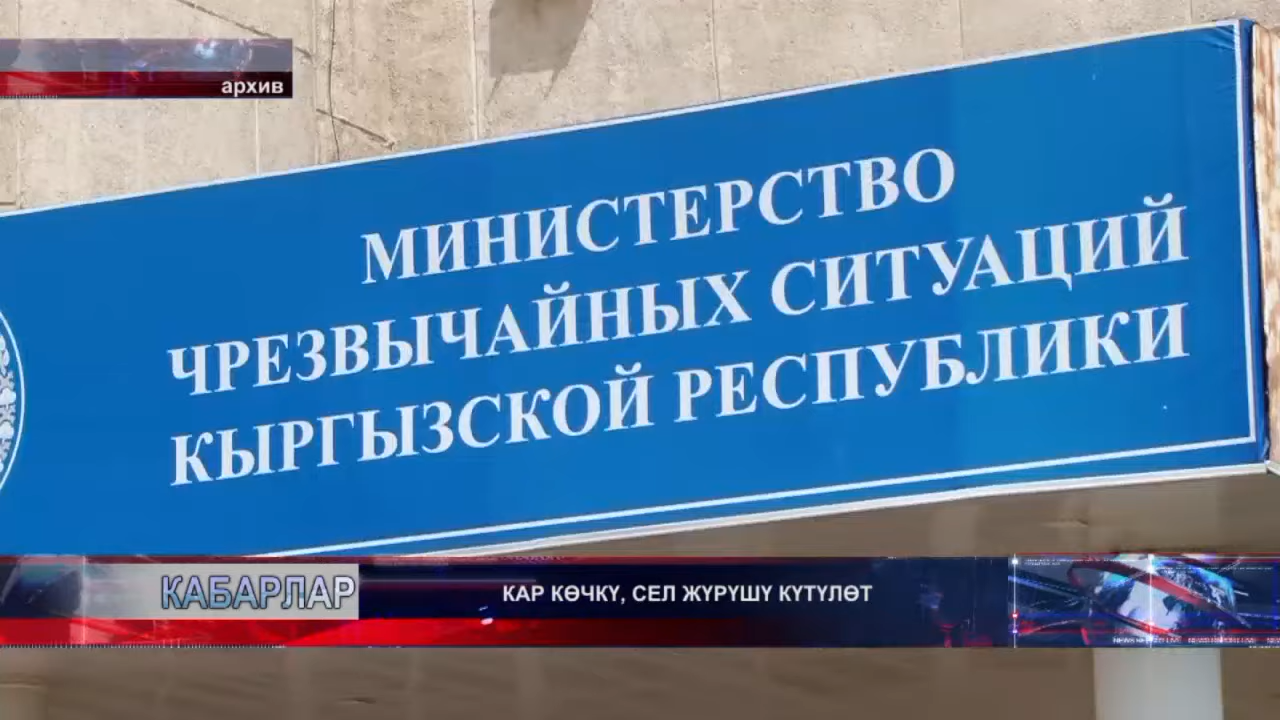 архив
МИНИСТЕРСТВО
ЧРЕЗВЫЧАЙНЫХ СИТУАЦИЙ
КЫРГЫЗСКОЙ РЕСПУБЛИКИ
КАБАРЛАР
КАР КӨЧКҮ, СЕЛ ЖҮРҮШҮ КҮТҮЛӨТ